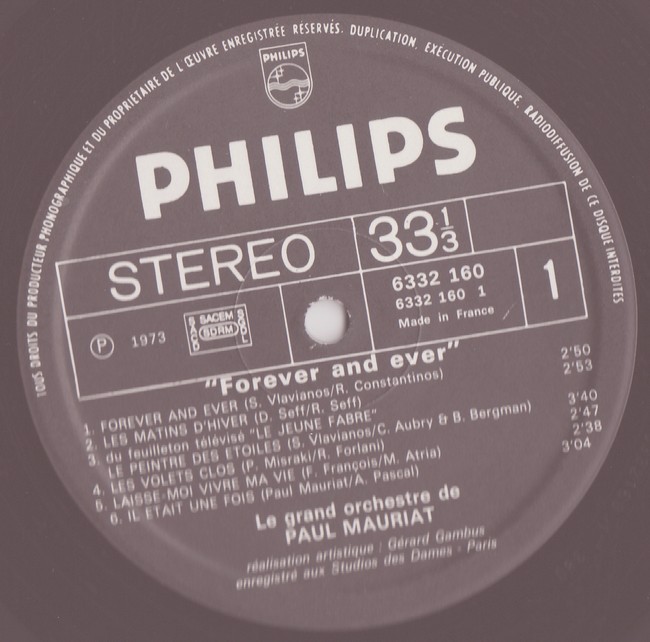 TOUS DROITS DU PRODUCTEUR PHONOGRAPHIQUE ET DU PROPRIÉTAIRE DE L'ŒUVRE ENREGISTRÉE RÉSERVÉS. DUPLICATION, EXÉCUTION PUBLIQUE, RADIODIFFUSION DE CE DISQUE INTERDITES
PHILIPS
PHILIPS
STEREO
33 1/3
6332 160
6332 160 1
Made in France
1
Ⓟ 1973
SACEM
SACD
SDRM
SGDL
"Forever and ever"
1. FOREVER AND EVER (S. Vlavianos/R. Constantinos) 2'50
2. LES MATINS D'HIVER (D. Seff/R. Seff) 2'53
du feuilleton télévisé "LE JEUNE FABRE"
3. LE PEINTRE DES ETOILES (S. Vlavianos/C. Aubry & B. Bergman) 3'40
4. LES VOLETS CLOS (P. Misraki/R. Forlani) 2'47
5. LAISSE-MOI VIVRE MA VIE (F. François/M. Atria) 2'38
6. IL ETAIT UNE FOIS (Paul Mauriat/A. Pascal) 3'04
Le grand orchestre de
PAUL MAURIAT
réalisation artistique : Gérard Gambus
enregistré aux Studios des Dames - Paris